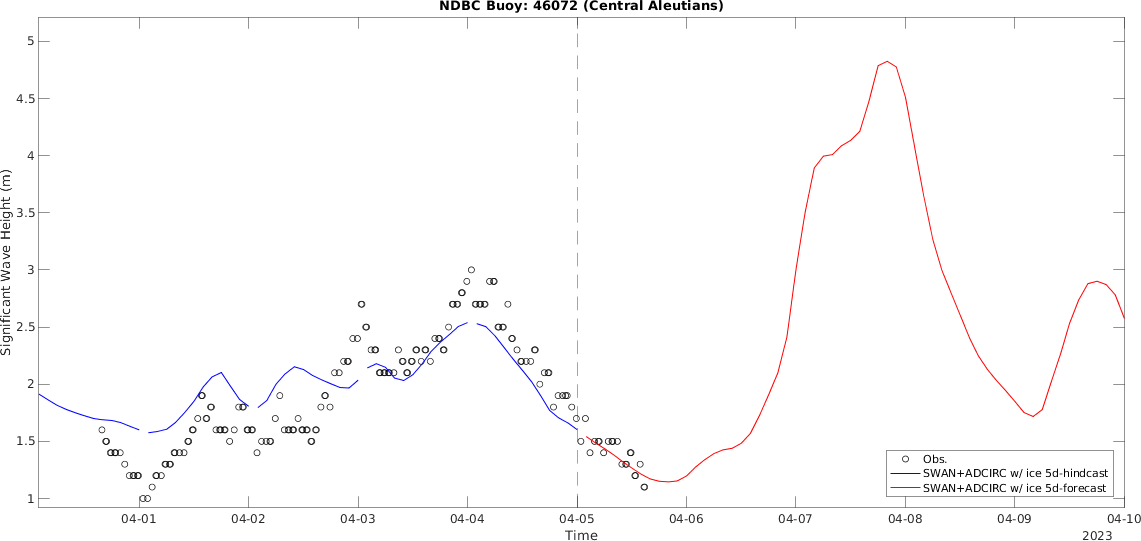 NDBC Buoy: 46072 (Central Aleutians)
5
4.5
4
3.5
3
2.5
2
1.5
1
Significant Wave Height (m)
Obs.
SWAN+ADCIRC w/ ice 5d-hindcast
SWAN+ADCIRC w/ ice 5d-forecast
04-01 04-02 04-03 04-04 04-05 04-06 04-07 04-08 04-09 04-10
Time
2023